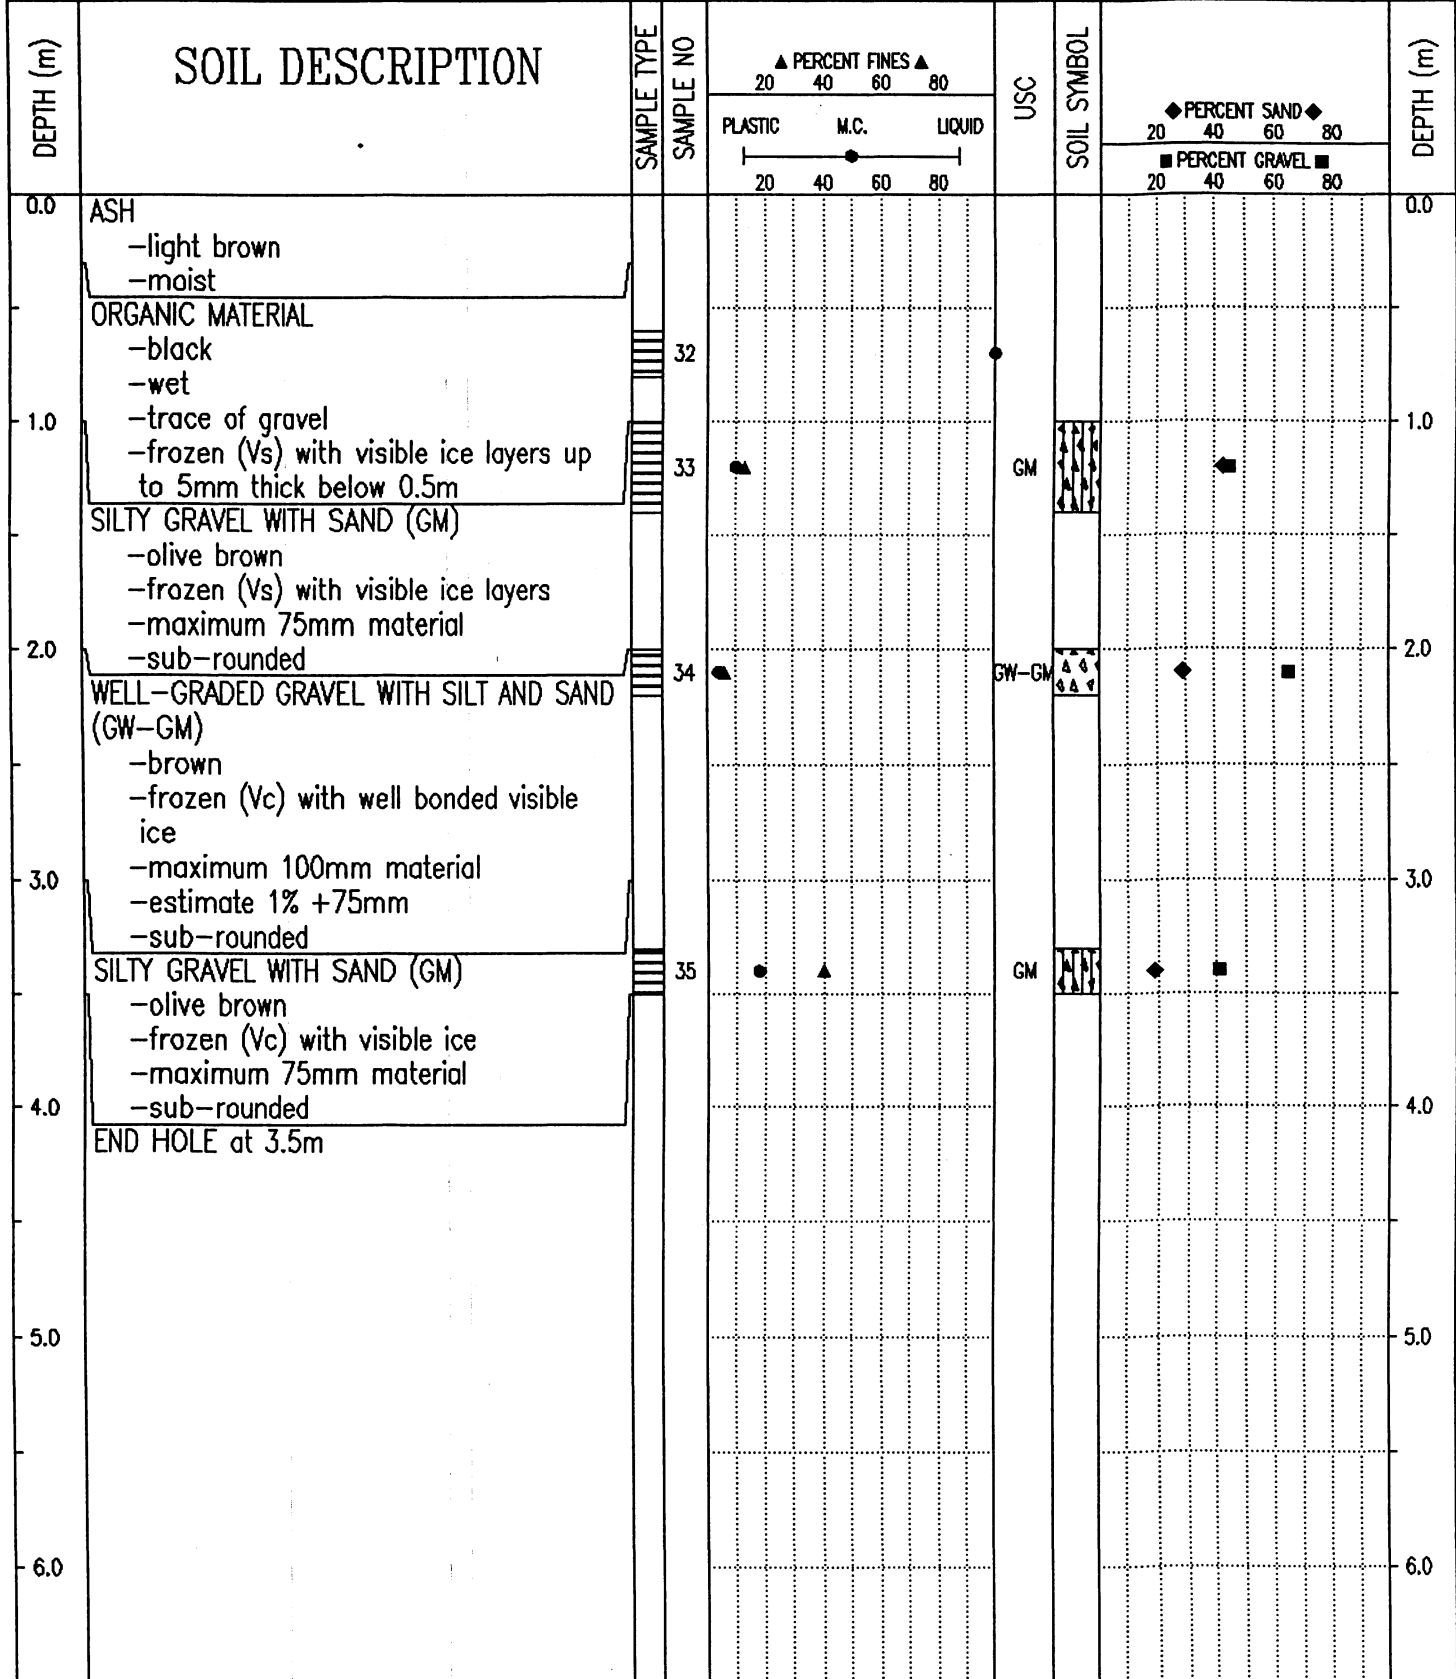 DEPTH (m)
SOIL DESCRIPTION
SAMPLE TYPE
SAMPLE NO
▲ PERCENT FINES ▲
20 40 60 80
PLASTIC M.C. LIQUID
20 40 60 80
USC
SOIL SYMBOL
◆ PERCENT SAND ◆
20 40 60 80
■ PERCENT GRAVEL ■
20 40 60 80
DEPTH (m)
0.0
ASH
-light brown
-moist
ORGANIC MATERIAL
-black
-wet
-trace of gravel
-frozen (Vs) with visible ice layers up
to 5mm thick below 0.5m
SILTY GRAVEL WITH SAND (GM)
-olive brown
-frozen (Vs) with visible ice layers
-maximum 75mm material
-sub-rounded
WELL-GRADED GRAVEL WITH SILT AND SAND
(GW-GM)
-brown
-frozen (Vc) with well bonded visible
ice
-maximum 100mm material
-estimate 1% +75mm
-sub-rounded
SILTY GRAVEL WITH SAND (GM)
-olive brown
-frozen (Vc) with visible ice
-maximum 75mm material
-sub-rounded
END HOLE at 3.5m
1.0
2.0
3.0
4.0
5.0
6.0
32
33
34
35
GM
GW-GM
GM
0.0
1.0
2.0
3.0
4.0
5.0
6.0